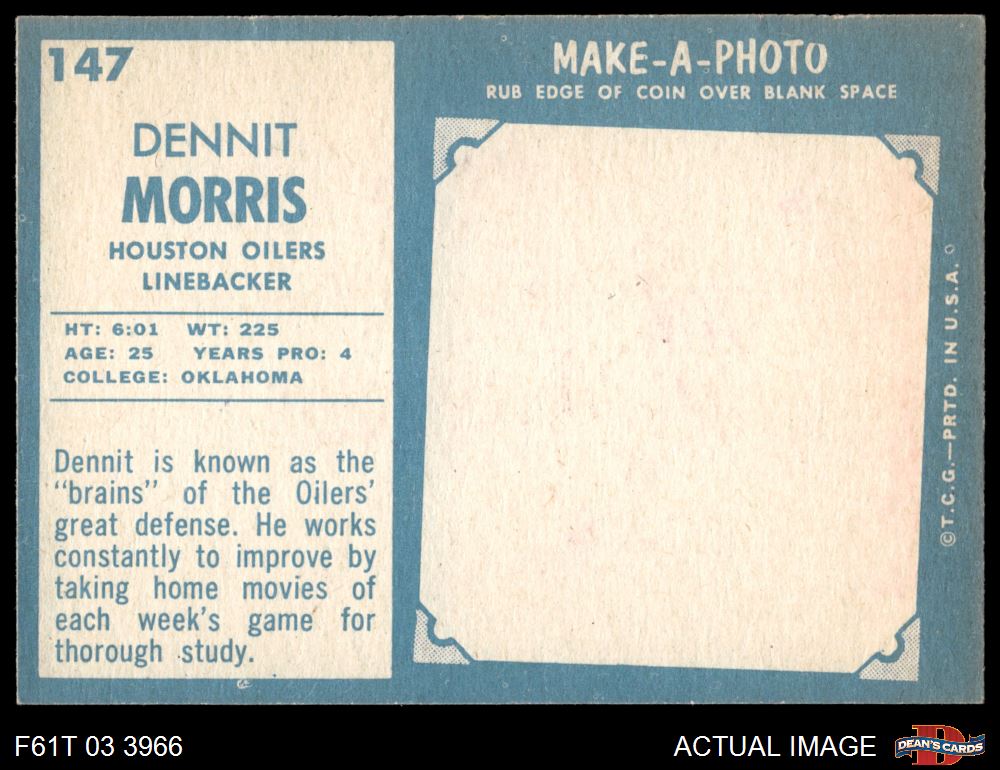 147
DENNIT
MORRIS
HOUSTON OILERS
LINEBACKER
HT: 6:01 WT: 225
AGE: 25 YEARS PRO: 4
COLLEGE: OKLAHOMA
Dennit is known as the
"brains" of the Oilers'
great defense. He works
constantly to improve by
taking home movies of
each week's game for
thorough study.
MAKE-A-PHOTO
RUB EDGE OF COIN OVER BLANK SPACE
©T.C.G.—PRTD. IN U.S.A.
F61T 03 3966
ACTUAL IMAGE
D
DEAN'S CARDS